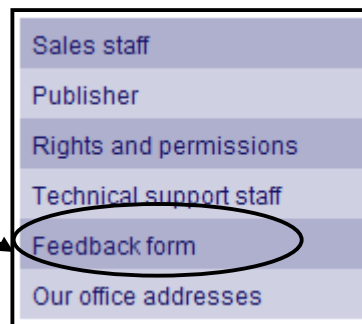 Sales staff
Publisher
Rights and permissions
Technical support staff
Feedback form
Our office addresses